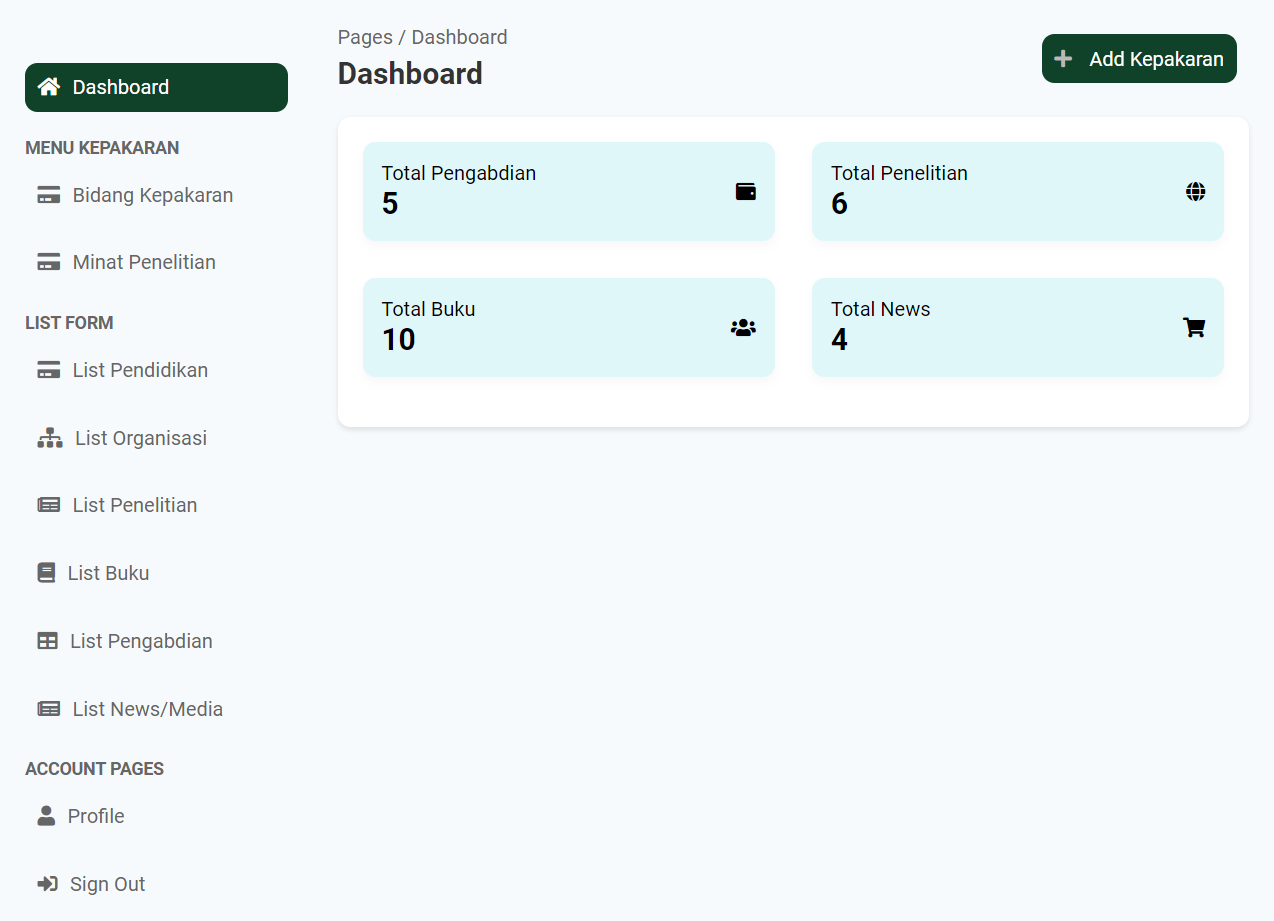 Dashboard
MENU KEPAKARAN
Bidang Kepakaran
Minat Penelitian
LIST FORM
List Pendidikan
List Organisasi
List Penelitian
List Buku
List Pengabdian
List News/Media
ACCOUNT PAGES
Profile
Sign Out
Pages / Dashboard
Dashboard
Add Kepakaran
Total Pengabdian
5
Total Penelitian
6
Total Buku
10
Total News
4